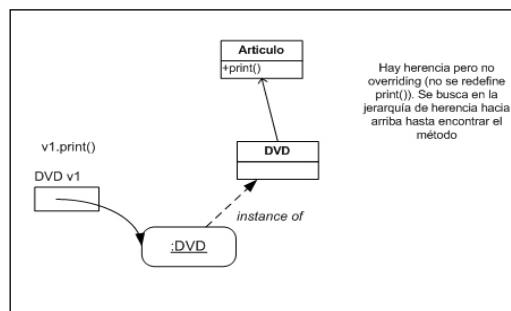 Articulo
+print()
Hay herencia pero no
overriding (no se redefine
print()). Se busca en la
jerarquía de herencia hacia
arriba hasta encontrar el
método
v1.print()
DVD
DVD v1
instance of
:DVD